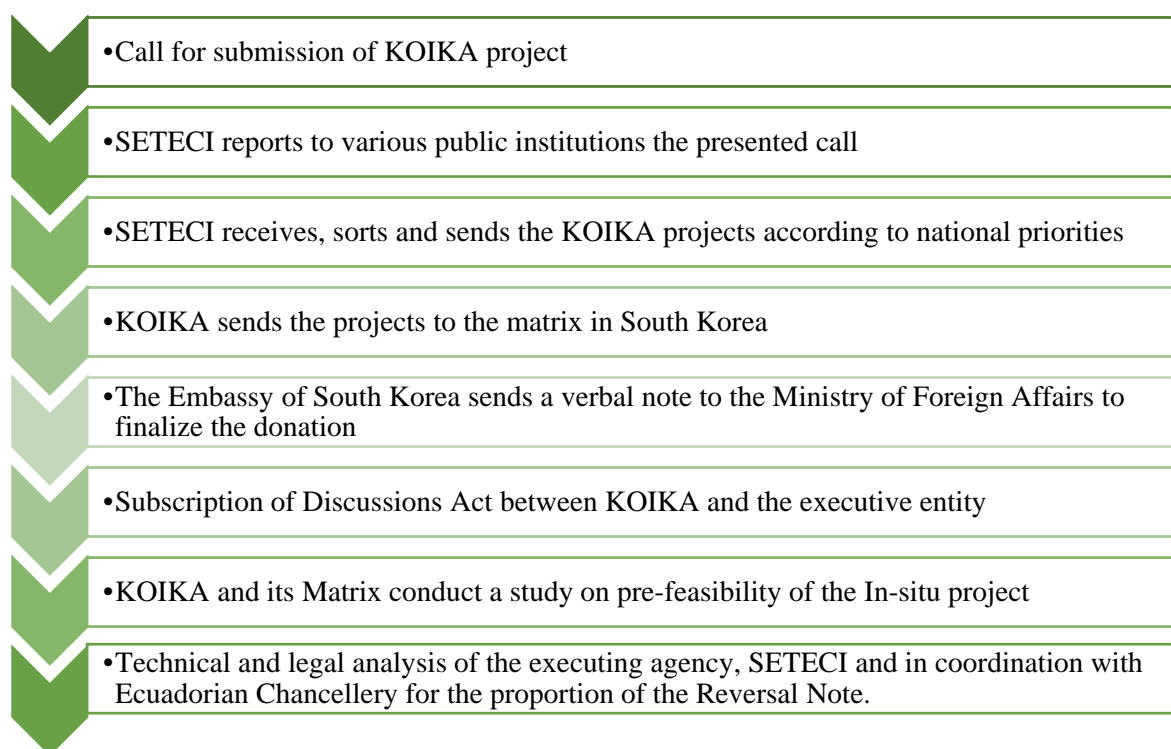 •Call for submission of KOIKA project
•SETECI reports to various public institutions the presented call
•SETECI receives, sorts and sends the KOIKA projects according to national priorities
•KOIKA sends the projects to the matrix in South Korea
•The Embassy of South Korea sends a verbal note to the Ministry of Foreign Affairs to
finalize the donation
•Subscription of Discussions Act between KOIKA and the executive entity
•KOIKA and its Matrix conduct a study on pre-feasibility of the In-situ project
•Technical and legal analysis of the executing agency, SETECI and in coordination with
Ecuadorian Chancellery for the proportion of the Reversal Note.